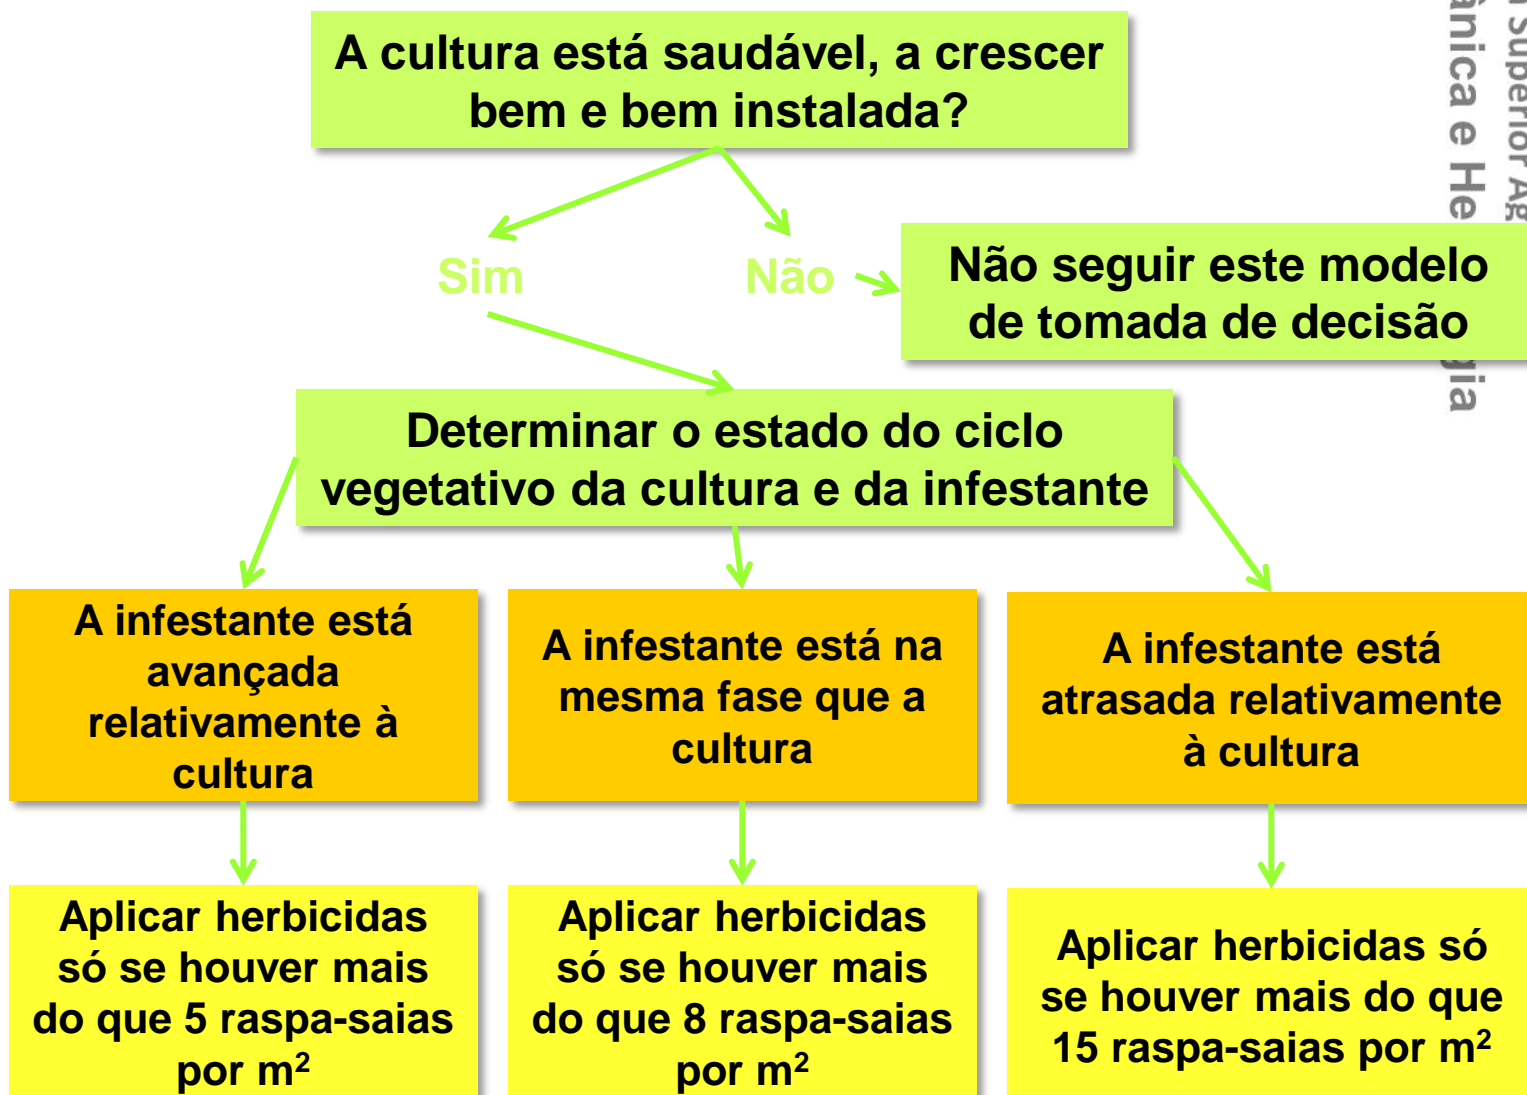 A cultura está saudável, a crescer
bem e bem instalada?
Sim
Não
Não seguir este modelo
de tomada de decisão
Determinar o estado do ciclo
vegetativo da cultura e da infestante
A infestante está
avançada
relativamente à
cultura
A infestante está na
mesma fase que a
cultura
A infestante está
atrasada relativamente
à cultura
Aplicar herbicidas
só se houver mais
do que 5 raspa-saias
por m²
Aplicar herbicidas
só se houver mais
do que 8 raspa-saias
por m²
Aplicar herbicidas só
se houver mais do que
15 raspa-saias por m²
Superior
e